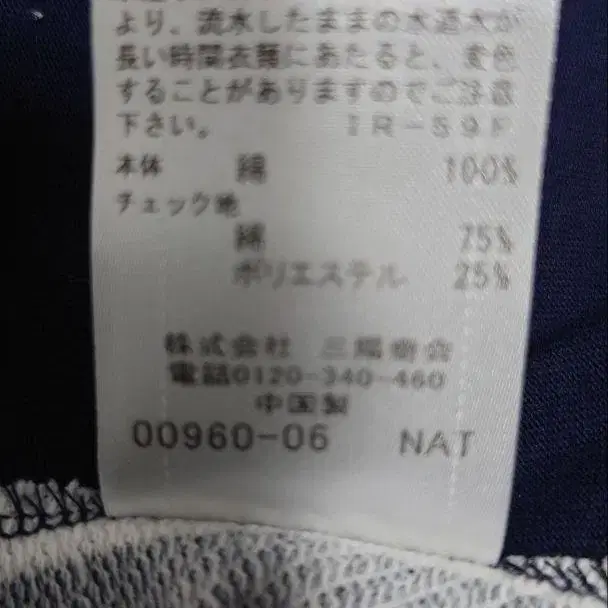 より、流水したままの水道水が
長い時間衣類にあたると、変色
することがありますのでご注意
下さい。 IR-59F
本体 綿 100%
チェック地
綿 75%
ポリエステル 25%
株式会社 三陽商会
電話0120-340-460
中国製
00960-06 NAT